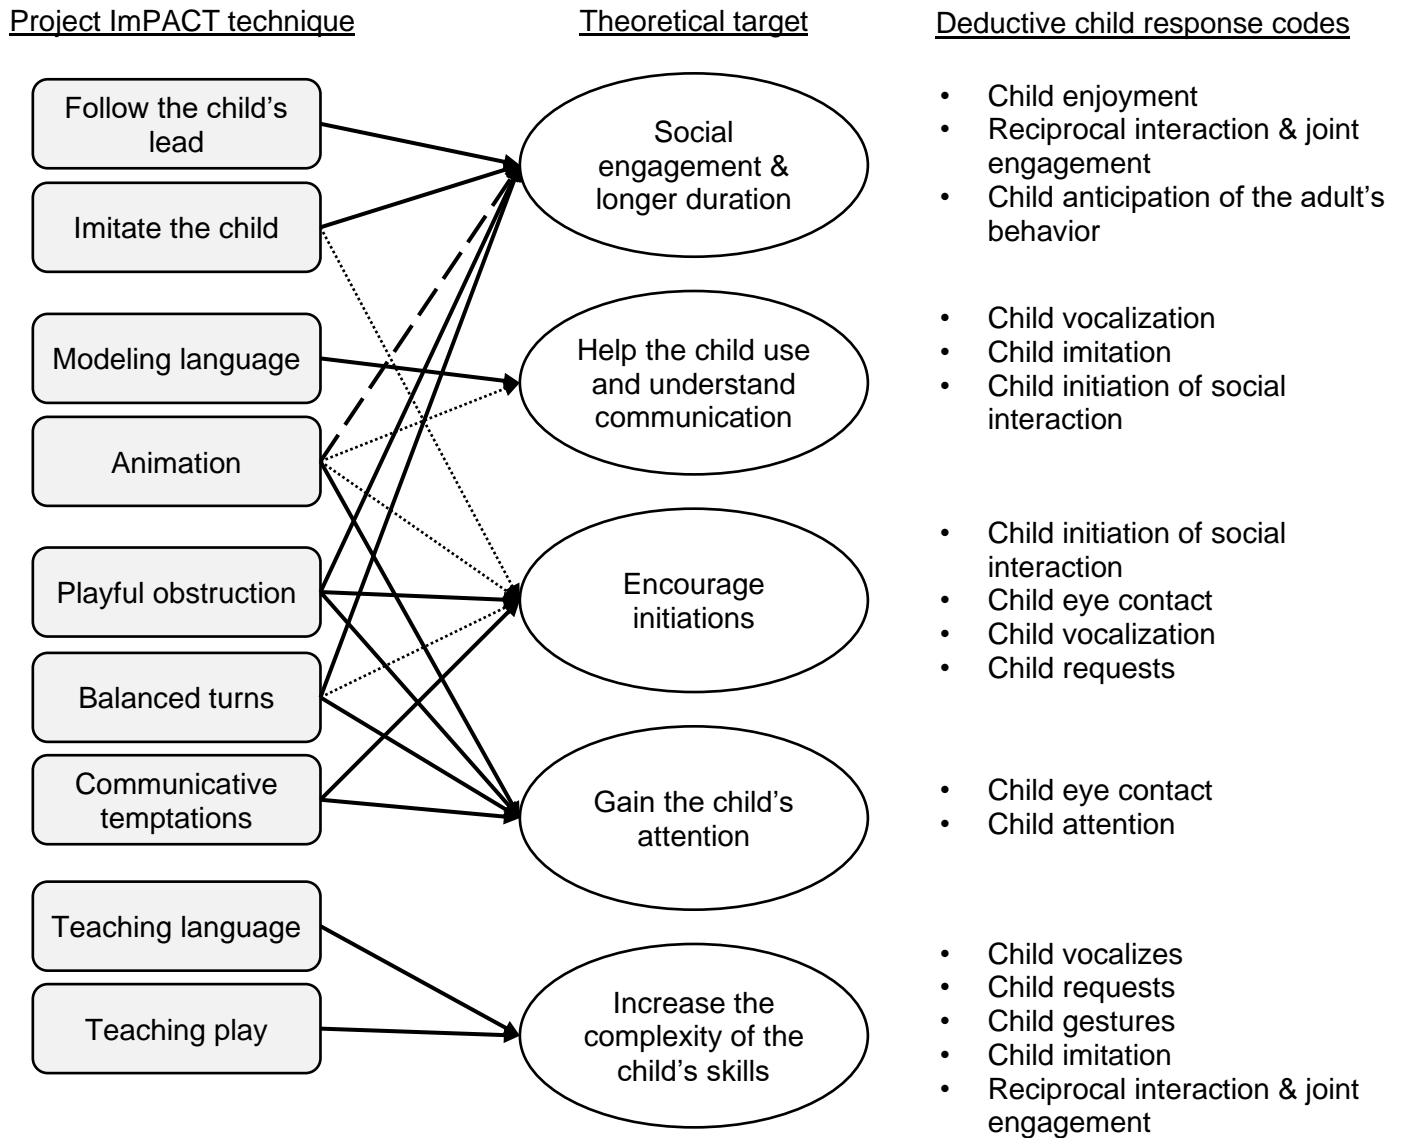 Project ImPACT technique
Follow the child’s
lead
Imitate the child
Modeling language
Animation
Playful obstruction
Balanced turns
Communicative
temptations
Teaching language
Teaching play
Theoretical target
Social
engagement &
longer duration
Help the child use
and understand
communication
Encourage
initiations
Gain the child’s
attention
Increase the
complexity of the
child’s skills
Deductive child response codes
• Child enjoyment
• Reciprocal interaction & joint
engagement
• Child anticipation of the adult’s
behavior
• Child vocalization
• Child imitation
• Child initiation of social
interaction
• Child initiation of social
interaction
• Child eye contact
• Child vocalization
• Child requests
• Child eye contact
• Child attention
• Child vocalizes
• Child requests
• Child gestures
• Child imitation
• Reciprocal interaction & joint
engagement